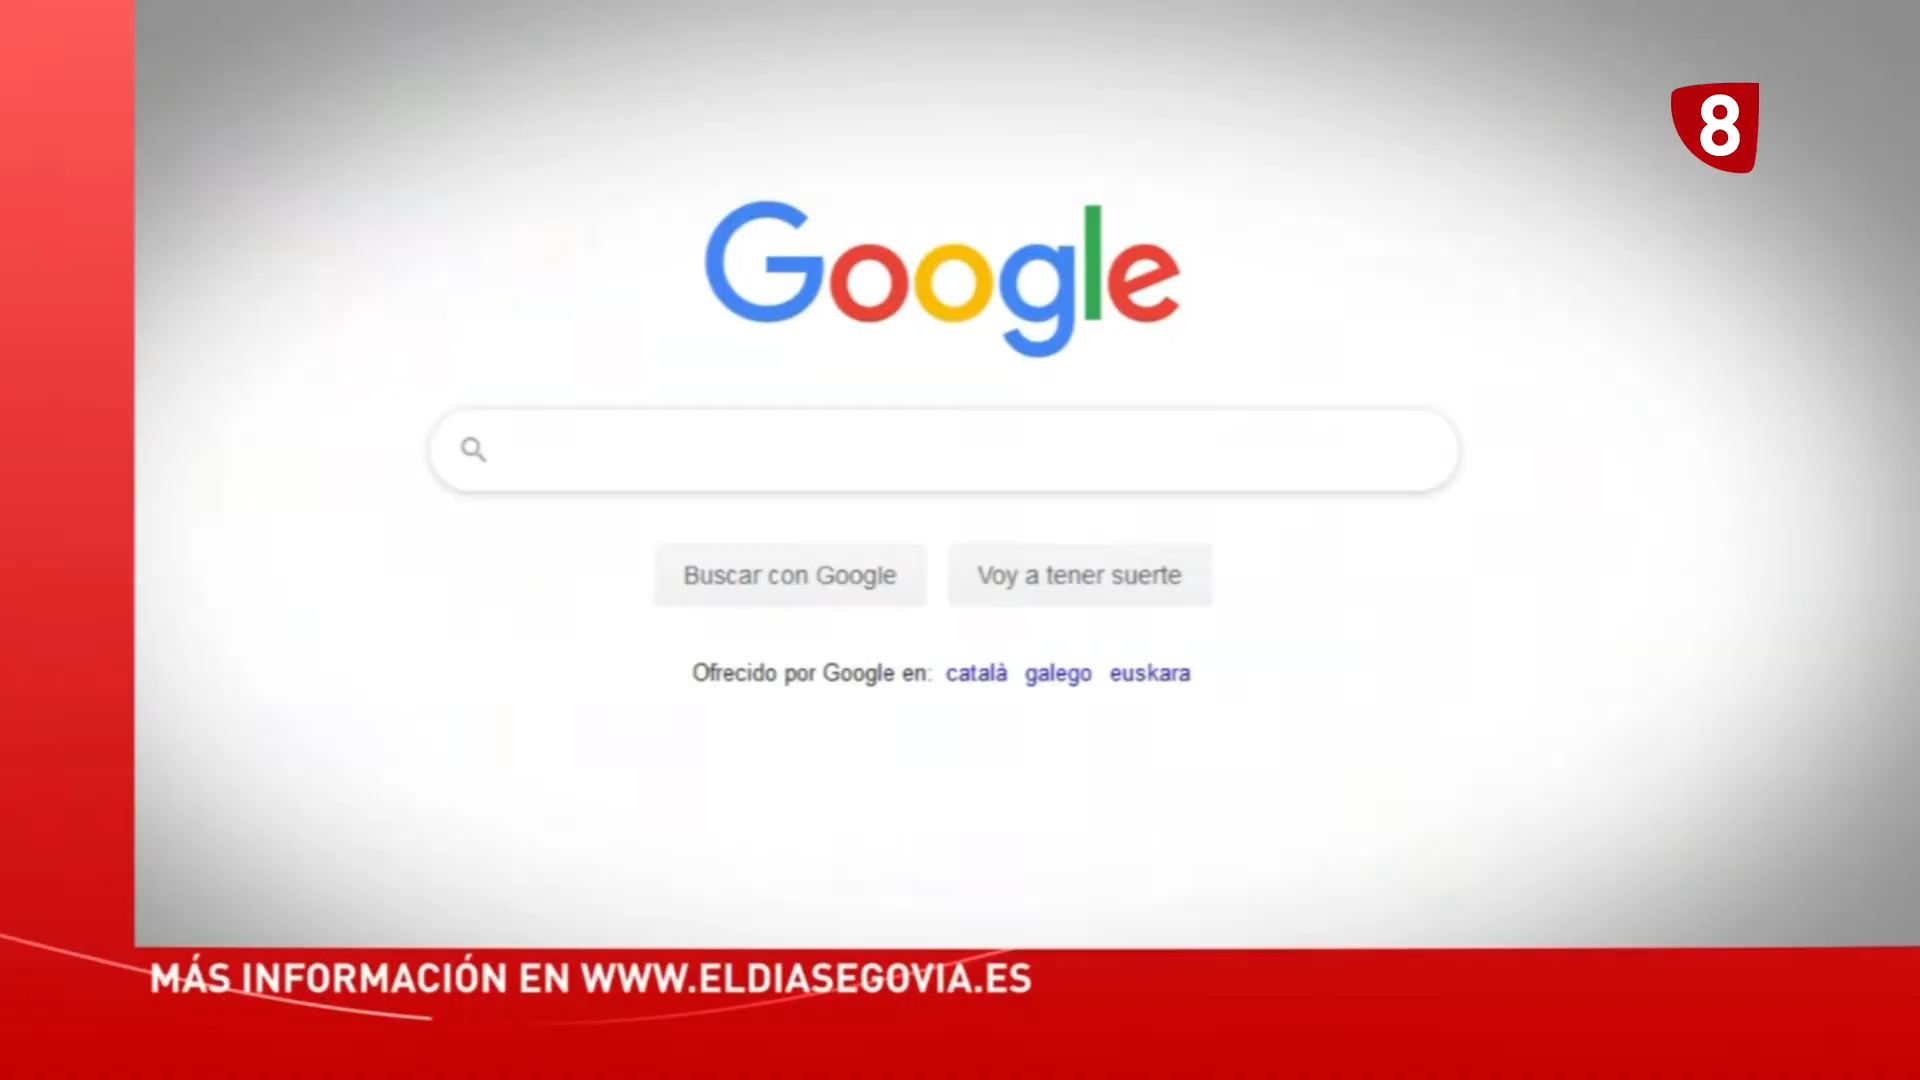 8
Google
Buscar con Google Voy a tener suerte
Ofrecido por Google en: català galego euskara
MÁS INFORMACIÓN EN WWW.ELDIASEGOVIA.ES